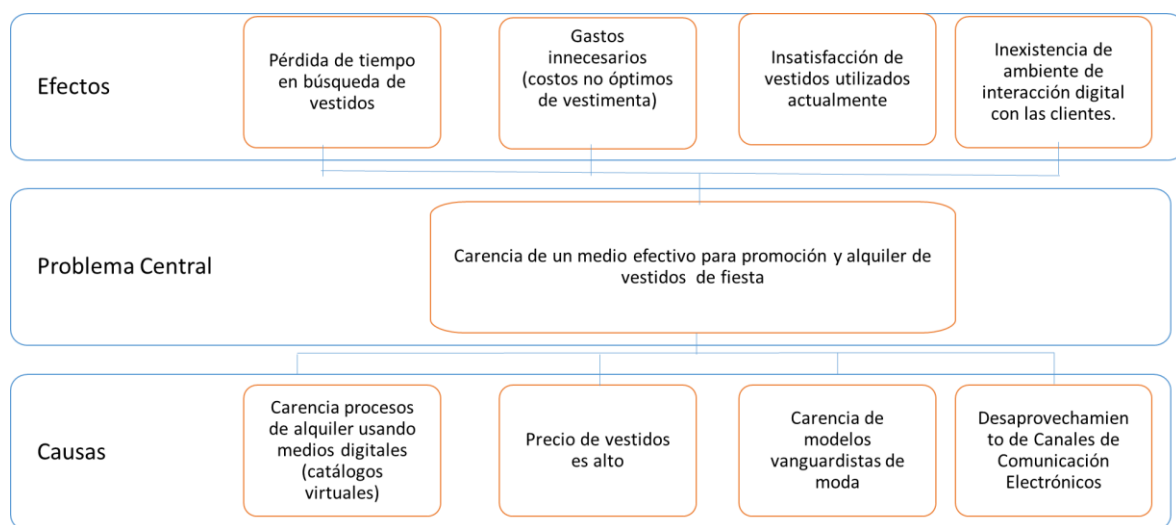 Efectos
Pérdida de tiempo
en búsqueda de
vestidos
Gastos
innecesarios
(costos no óptimos
de vestimenta)
Insatisfacción de
vestidos utilizados
actualmente
Inexistencia de
ambiente de
interacción digital
con las clientes.
Problema Central
Carencia de un medio efectivo para promoción y alquiler de
vestidos de fiesta
Causas
Carencia procesos
de alquiler usando
medios digitales
(catálogos
virtuales)
Precio de vestidos
es alto
Carencia de
modelos
vanguardistas de
moda
Desaprovechamien
to de Canales de
Comunicación
Electrónicos